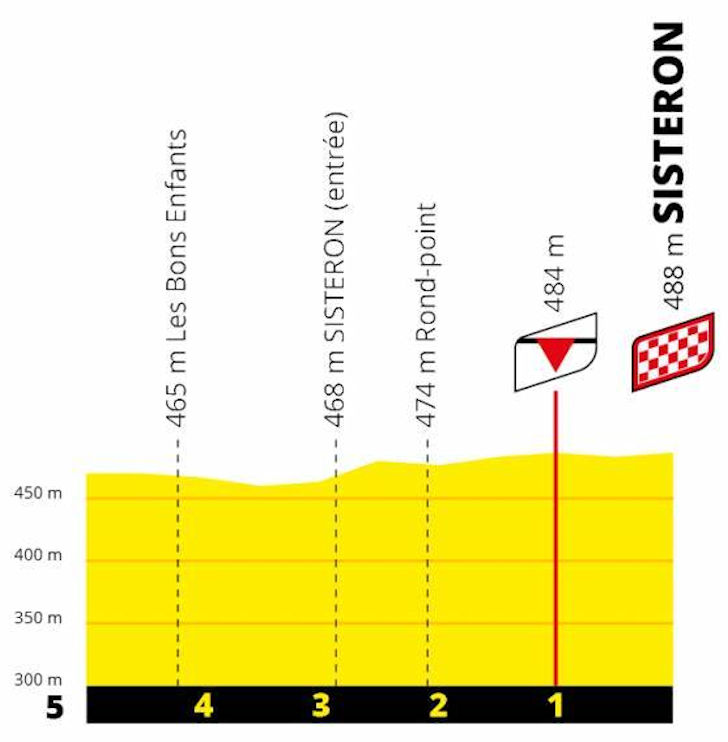 465 m Les Bons Enfants
468 m SISTERON (entrée)
474 m Rond-point
484 m
488 m SISTERON
450 m
400 m
350 m
300 m
5 4 3 2 1